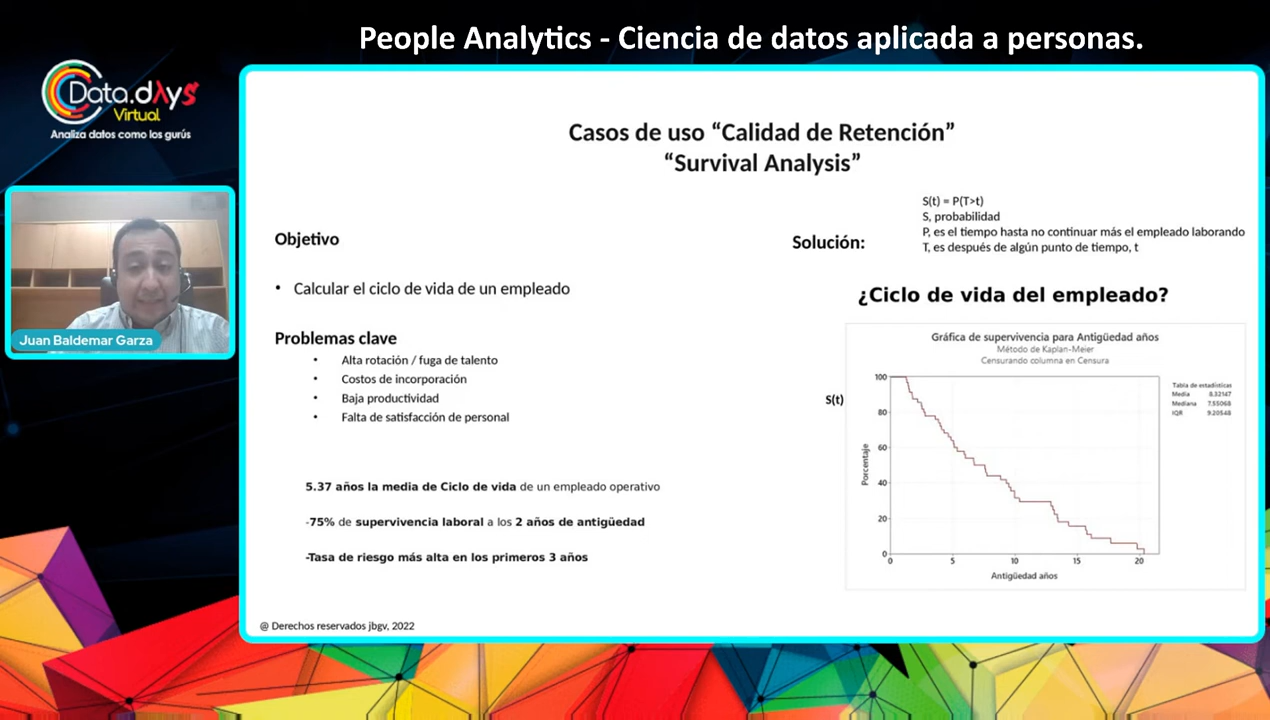 People Analytics - Ciencia de datos aplicada a personas.
Data.dAys
Virtual
Analiza datos como los gurús
Juan Baldemar Garza
Casos de uso “Calidad de Retención”
“Survival Analysis”
Objetivo
• Calcular el ciclo de vida de un empleado
Problemas clave
• Alta rotación / fuga de talento
• Costos de incorporación
• Baja productividad
• Falta de satisfacción de personal
5.37 años la media de Ciclo de vida de un empleado operativo
-75% de supervivencia laboral a los 2 años de antigüedad
-Tasa de riesgo más alta en los primeros 3 años
@ Derechos reservados jbgv, 2022
Solución:
S(t) = P(T>t)
S, probabilidad
P, es el tiempo hasta no continuar más el empleado laborando
T, es después de algún punto de tiempo, t
¿Ciclo de vida del empleado?
Gráfica de supervivencia para Antigüedad años
Método de Kaplan-Meier
Censurando columna en Censura
S(t)
Porcentaje
100
80
60
40
20
0
0 5 10 15 20
Antigüedad años
Tabla de estadísticas
Media 8.32147
Mediana 7.55068
IQR 9.20548